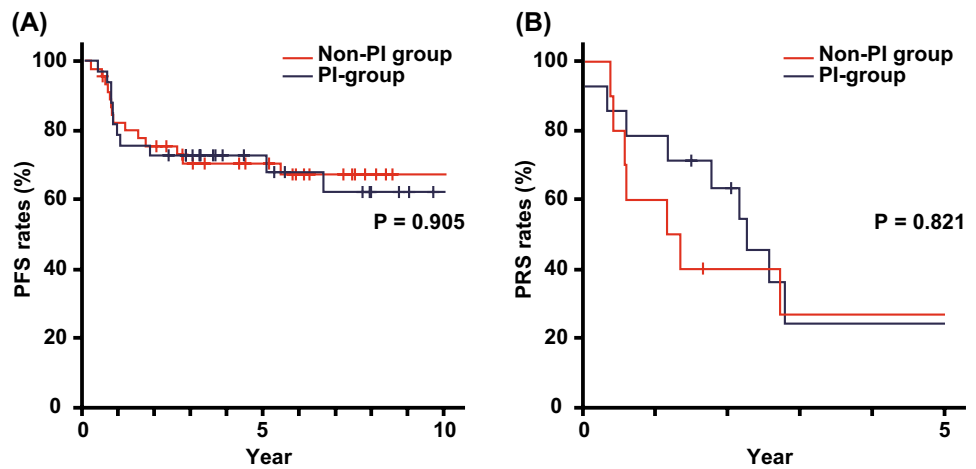 (A)
PFS rates (%)
100
80
60
40
20
0
0
5
10
Year
Non-PI group
PI-group
P = 0.905
(B)
PRS rates (%)
100
80
60
40
20
0
0
5
Year
Non-PI group
PI-group
P = 0.821